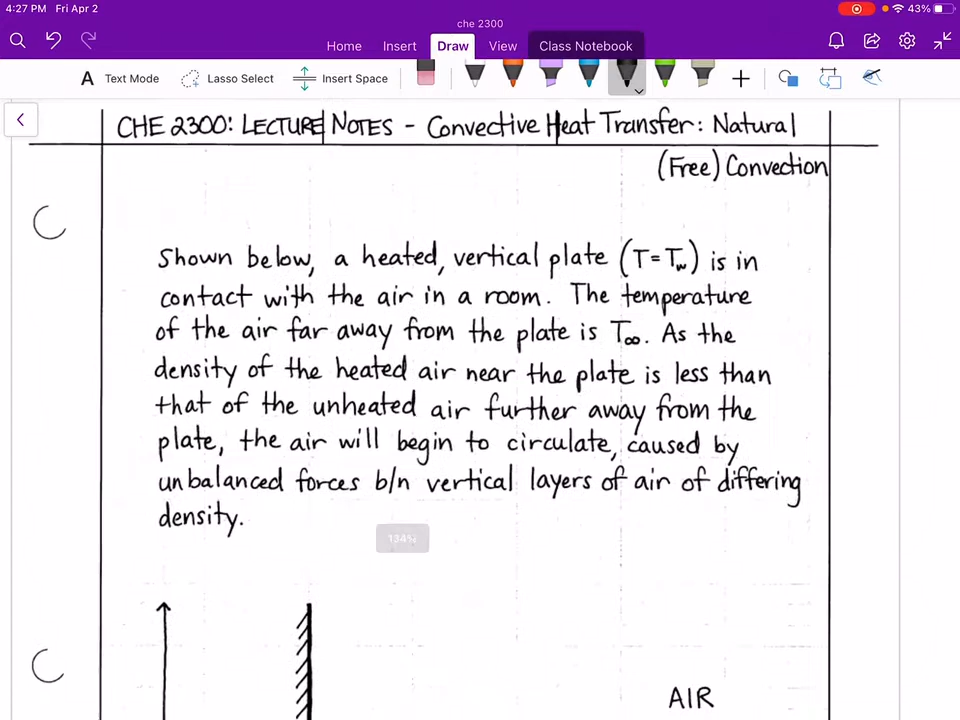 4:27 PM Fri Apr 2
43%
che 2300
Home Insert Draw View Class Notebook
A Text Mode Lasso Select Insert Space
CHE 2300: LECTURE NOTES - Convective Heat Transfer: Natural
(Free) Convection
Shown below, a heated, vertical plate (T=Tw) is in
contact with the air in a room. The temperature
of the air far away from the plate is T∞. As the
density of the heated air near the plate is less than
that of the unheated air further away from the
plate, the air will begin to circulate, caused by
unbalanced forces b/n vertical layers of air of differing
density.
134%
AIR